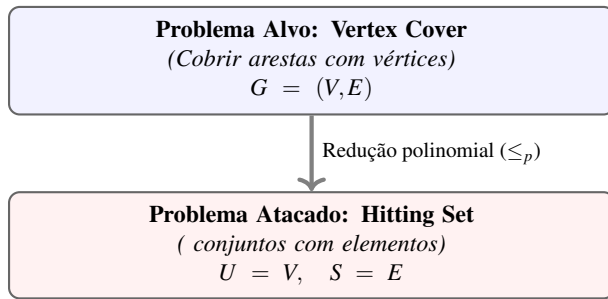 Problema Alvo: Vertex Cover
(Cobrir arestas com vértices)
G = (V,E)
Redução polinomial (≤p)
Problema Atacado: Hitting Set
( conjuntos com elementos)
U = V, S = E